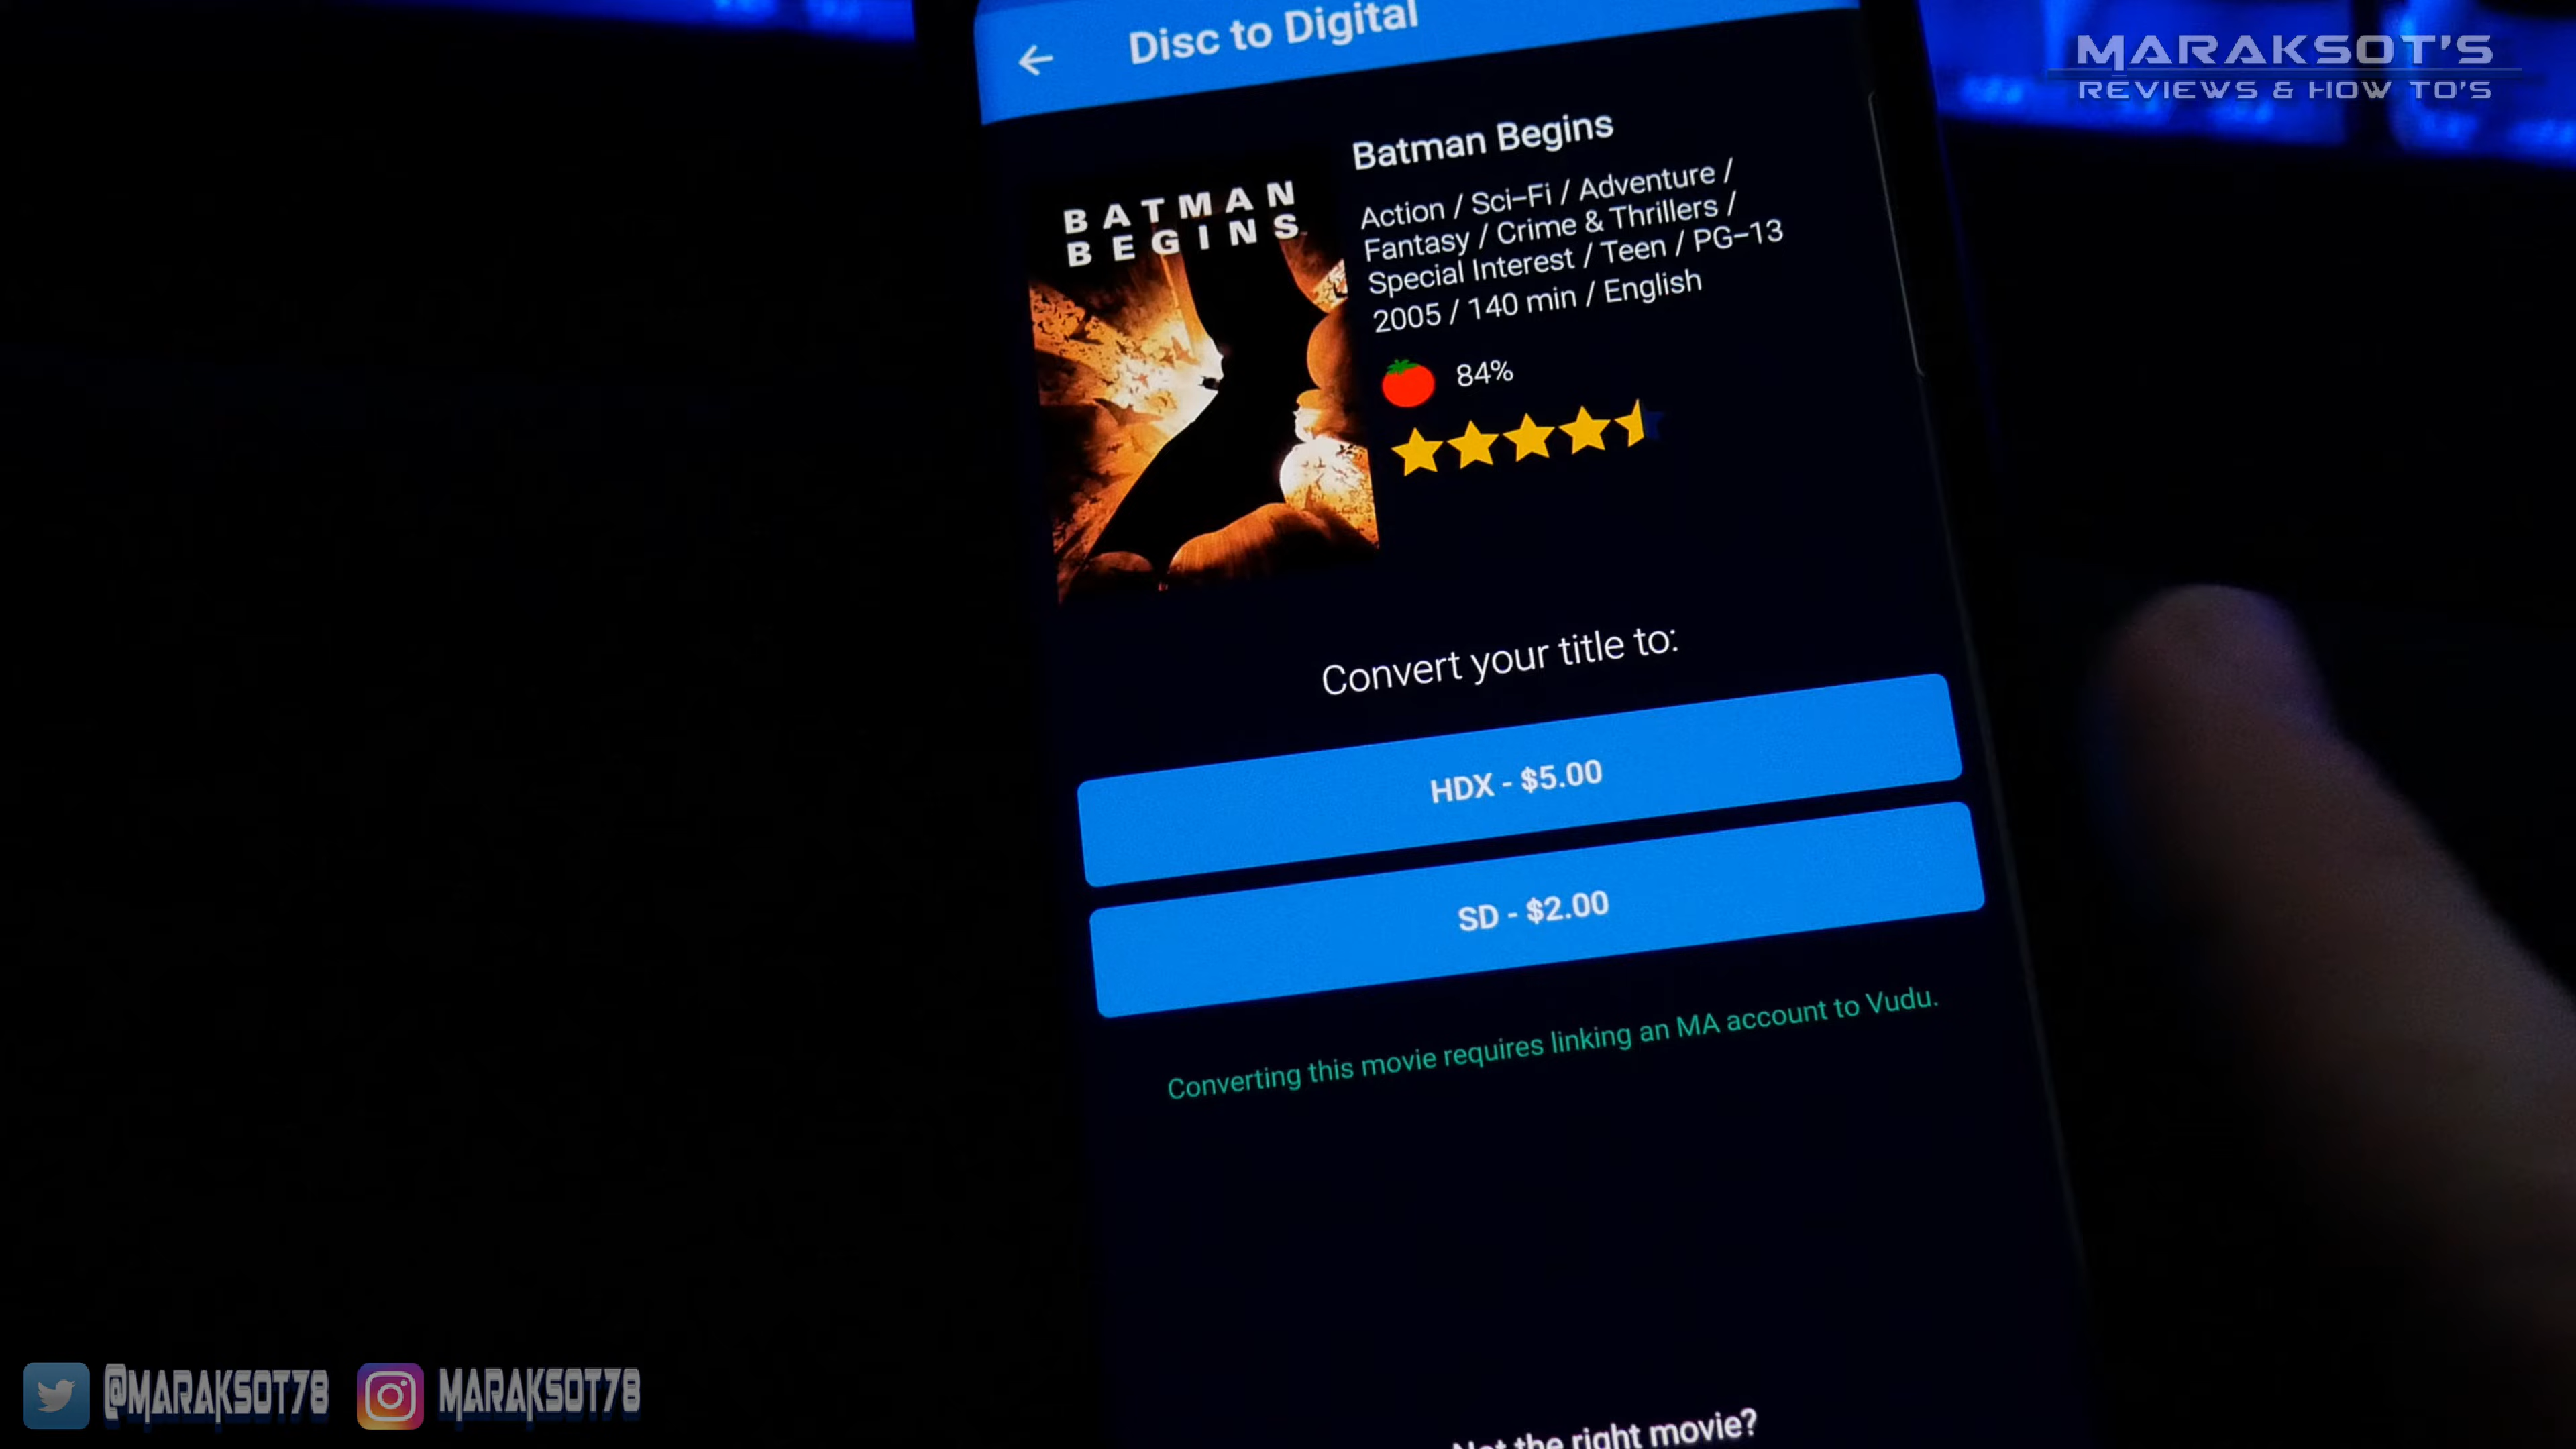 Disc to Digital
MARAKSOT'S
REVIEWS & HOW TO'S
BATMAN
BEGINS
Batman Begins
Action / Sci-Fi / Adventure /
Fantasy / Crime & Thrillers /
Special Interest / Teen / PG-13
2005 / 140 min / English
84%
Convert your title to:
HDX - $5.00
SD - $2.00
Converting this movie requires linking an MA account to Vudu.
Not the right movie?
@MARAKSOT78
MARAKSOT78